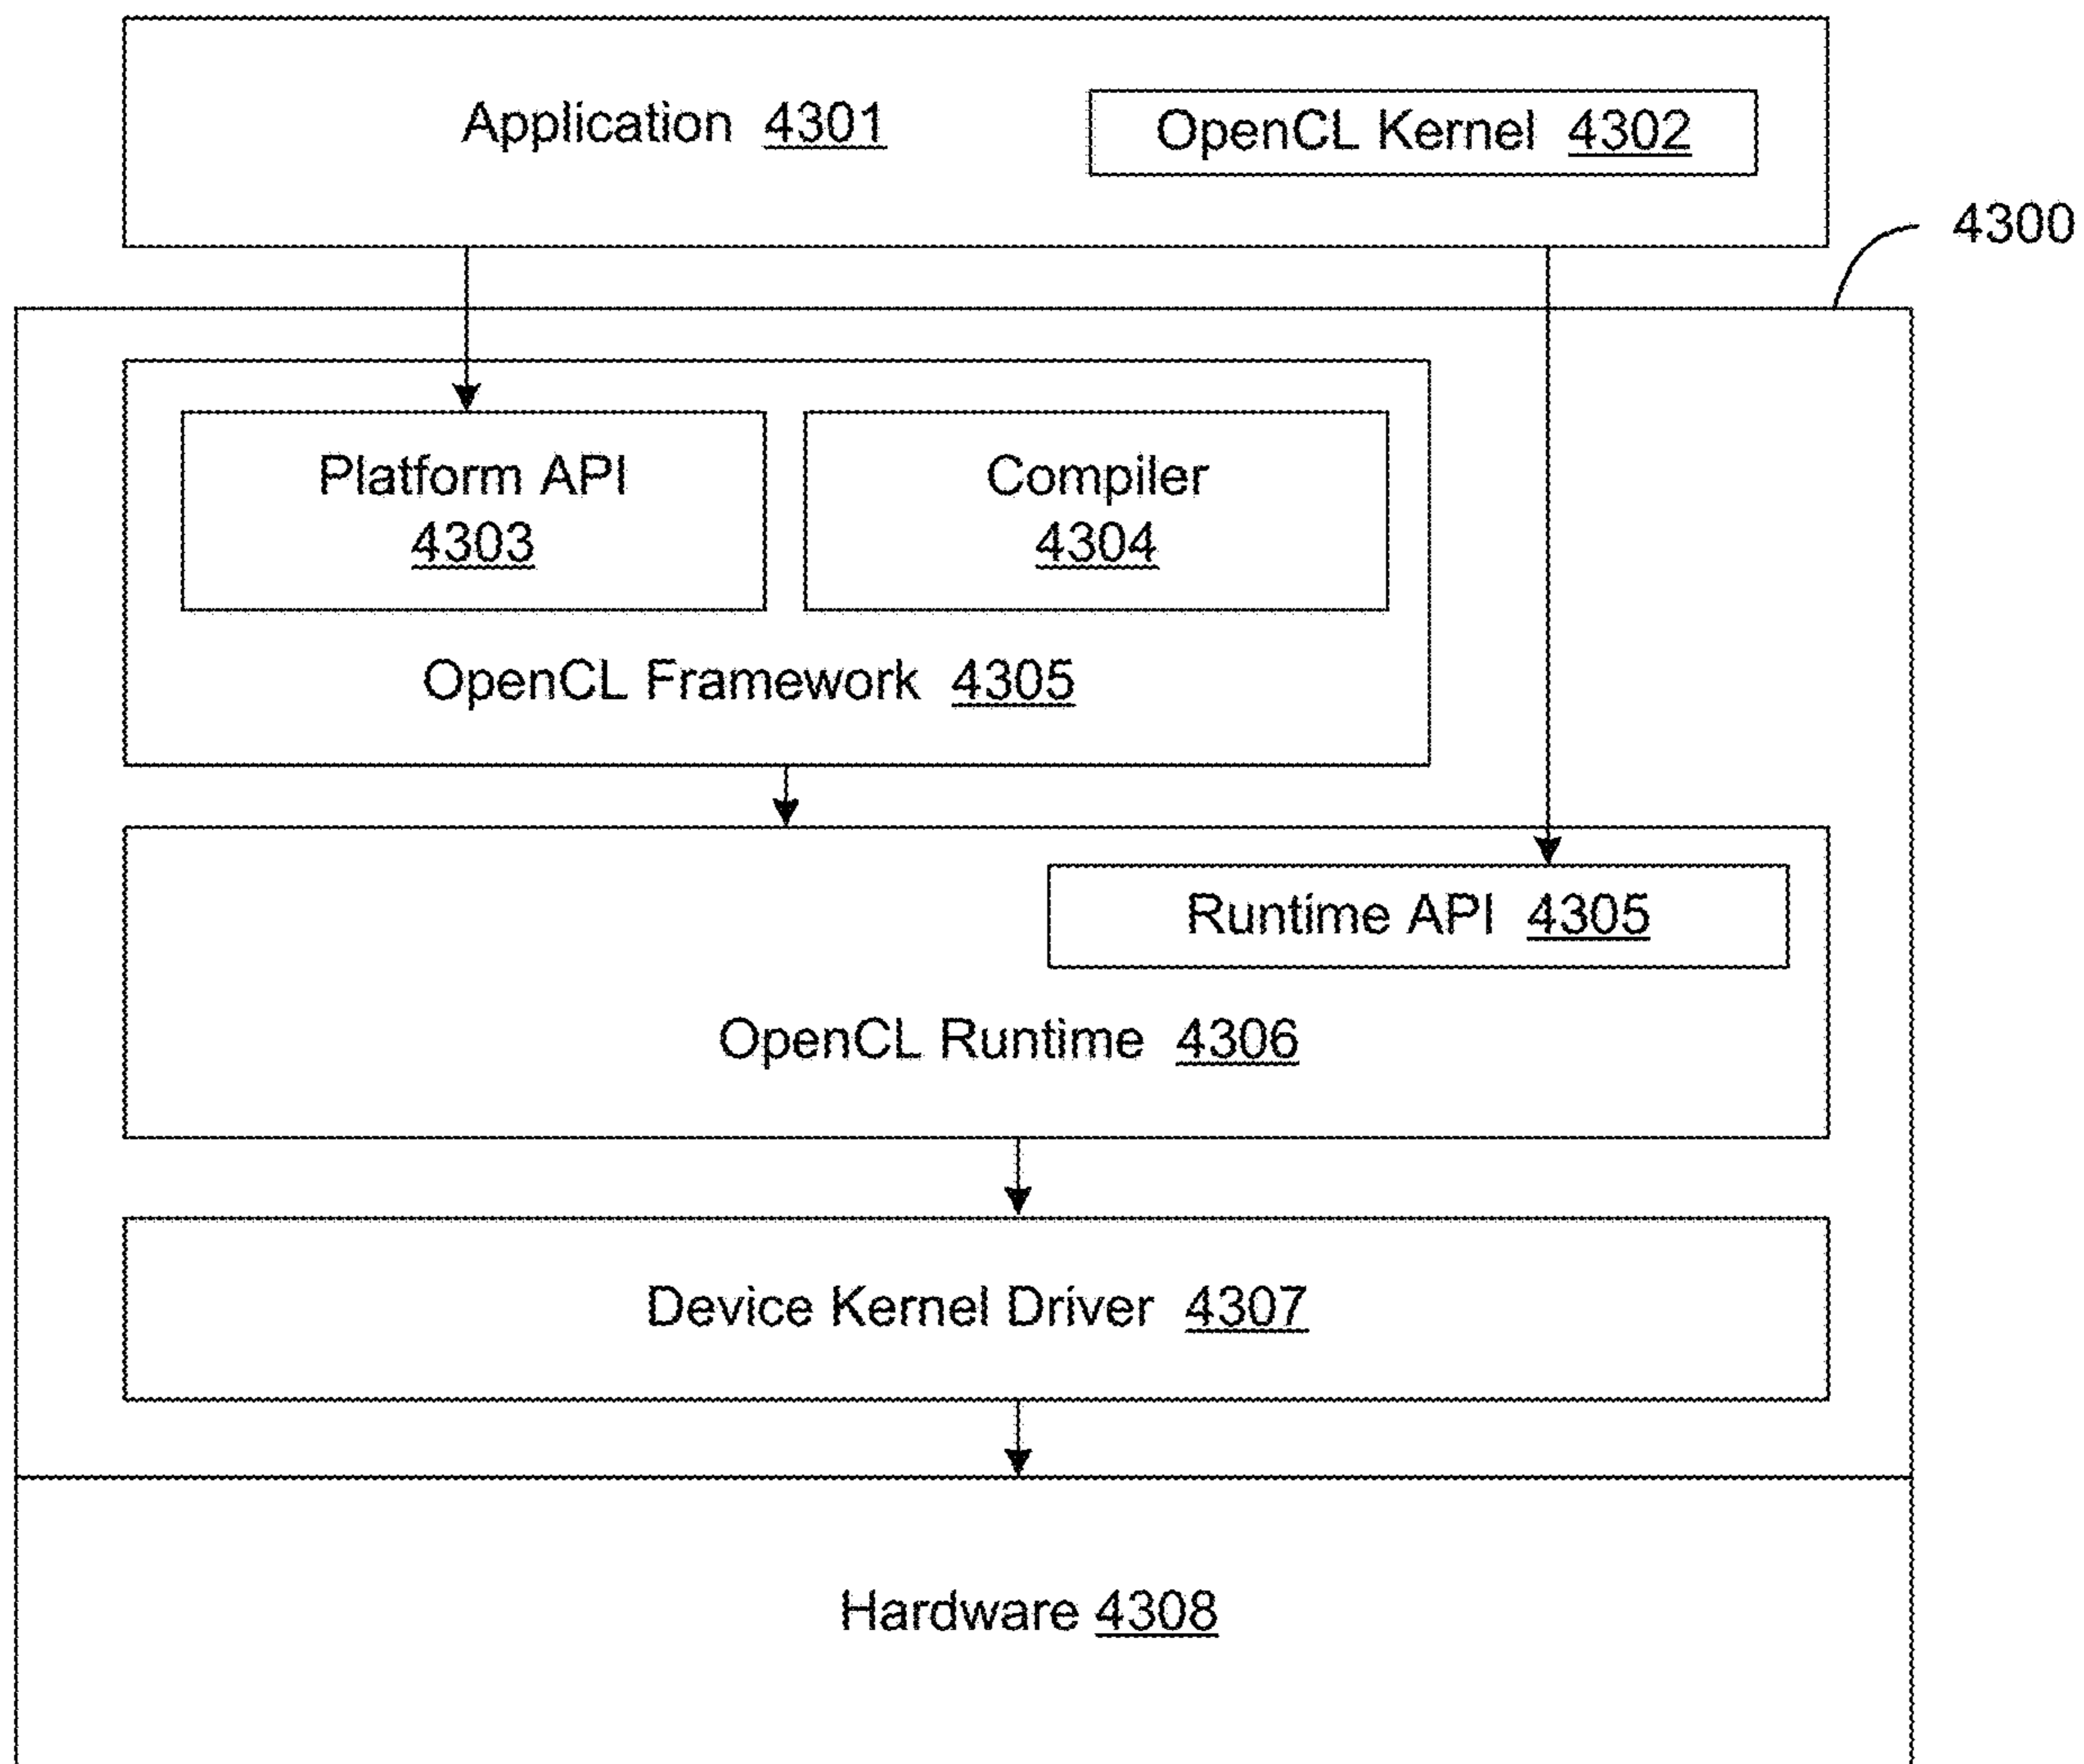 Application 4301
OpenCL Kernel 4302
4300
Platform API
4303
Compiler
4304
OpenCL Framework 4305
Runtime API 4305
OpenCL Runtime 4306
Device Kernel Driver 4307
Hardware 4308